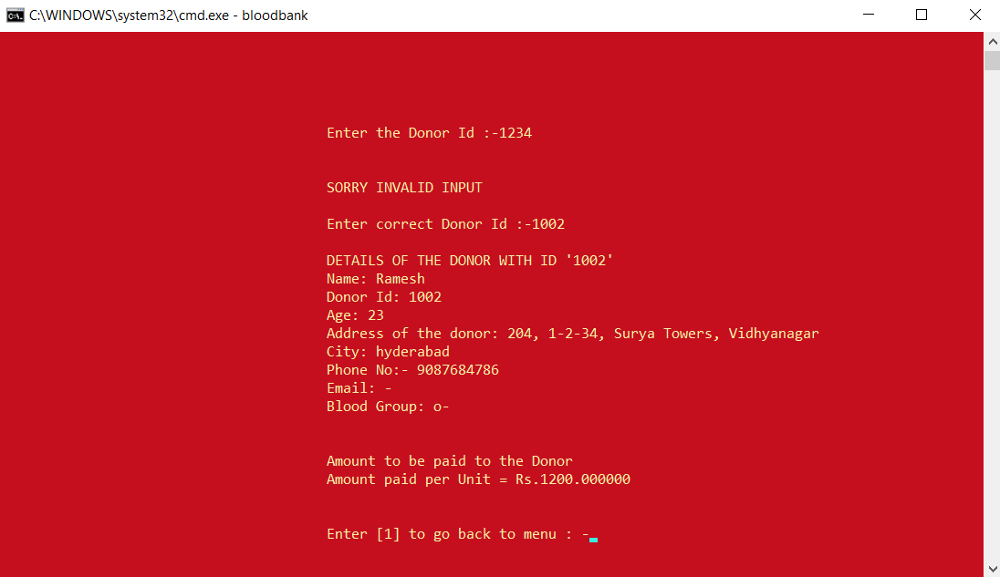 C:\WINDOWS\system32\cmd.exe - bloodbank
Enter the Donor Id :-1234
SORRY INVALID INPUT
Enter correct Donor Id :-1002
DETAILS OF THE DONOR WITH ID '1002'
Name: Ramesh
Donor Id: 1002
Age: 23
Address of the donor: 204, 1-2-34, Surya Towers, Vidhyanagar
City: hyderabad
Phone No:- 9087684786
Email: -
Blood Group: o-
Amount to be paid to the Donor
Amount paid per Unit = Rs.1200.000000
Enter [1] to go back to menu : -